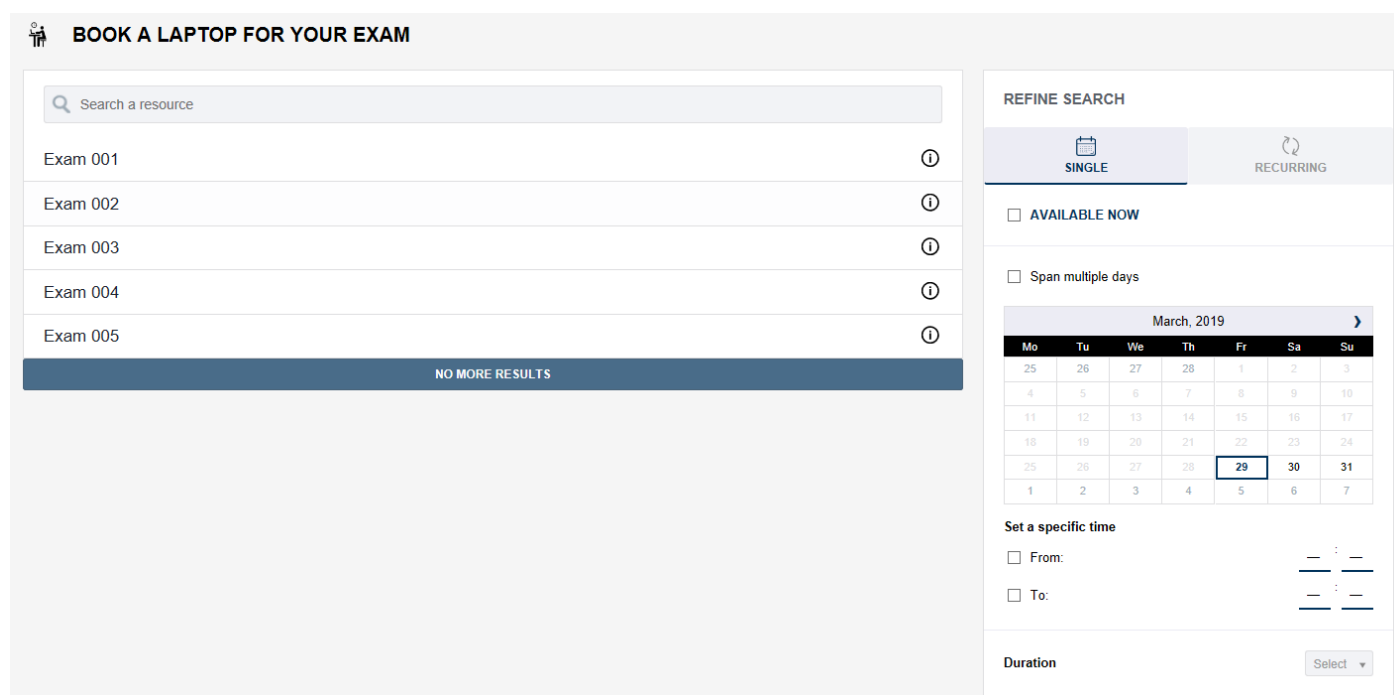 BOOK A LAPTOP FOR YOUR EXAM
Search a resource
Exam 001
Exam 002
Exam 003
Exam 004
Exam 005
NO MORE RESULTS
REFINE SEARCH
SINGLE RECURRING
AVAILABLE NOW
Span multiple days
March, 2019
Mo Tu We Th Fr Sa Su
25 26 27 28 1 2 3
4 5 6 7 8 9 10
11 12 13 14 15 16 17
18 19 20 21 22 23 24
25 26 27 28 29 30 31
1 2 3 4 5 6 7
Set a specific time
From: — : —
To: — : —
Duration Select